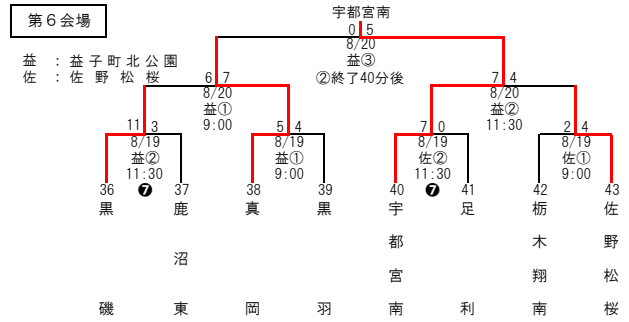 第６会場
宇都宮南
0 5
8/20
益③
②終了40分後
益 ： 益子町北公園
佐 ： 佐野松桜
6 7
8/20
益①
9:00
7 4
8/20
益②
11:30
11 3
8/19
益②
11:30
5 4
8/19
益①
9:00
7 0
8/19
佐②
11:30
2 4
8/19
佐①
9:00
36 ❼ 37 38 39 40 ❼ 41 42 43
黒磯
鹿沼東
真岡
黒羽
宇都宮南
足利
栃木翔南
佐野松桜